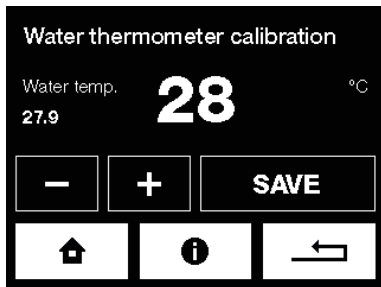 Water thermometer calibration
Water temp. 28 °C
27.9
− + SAVE
i